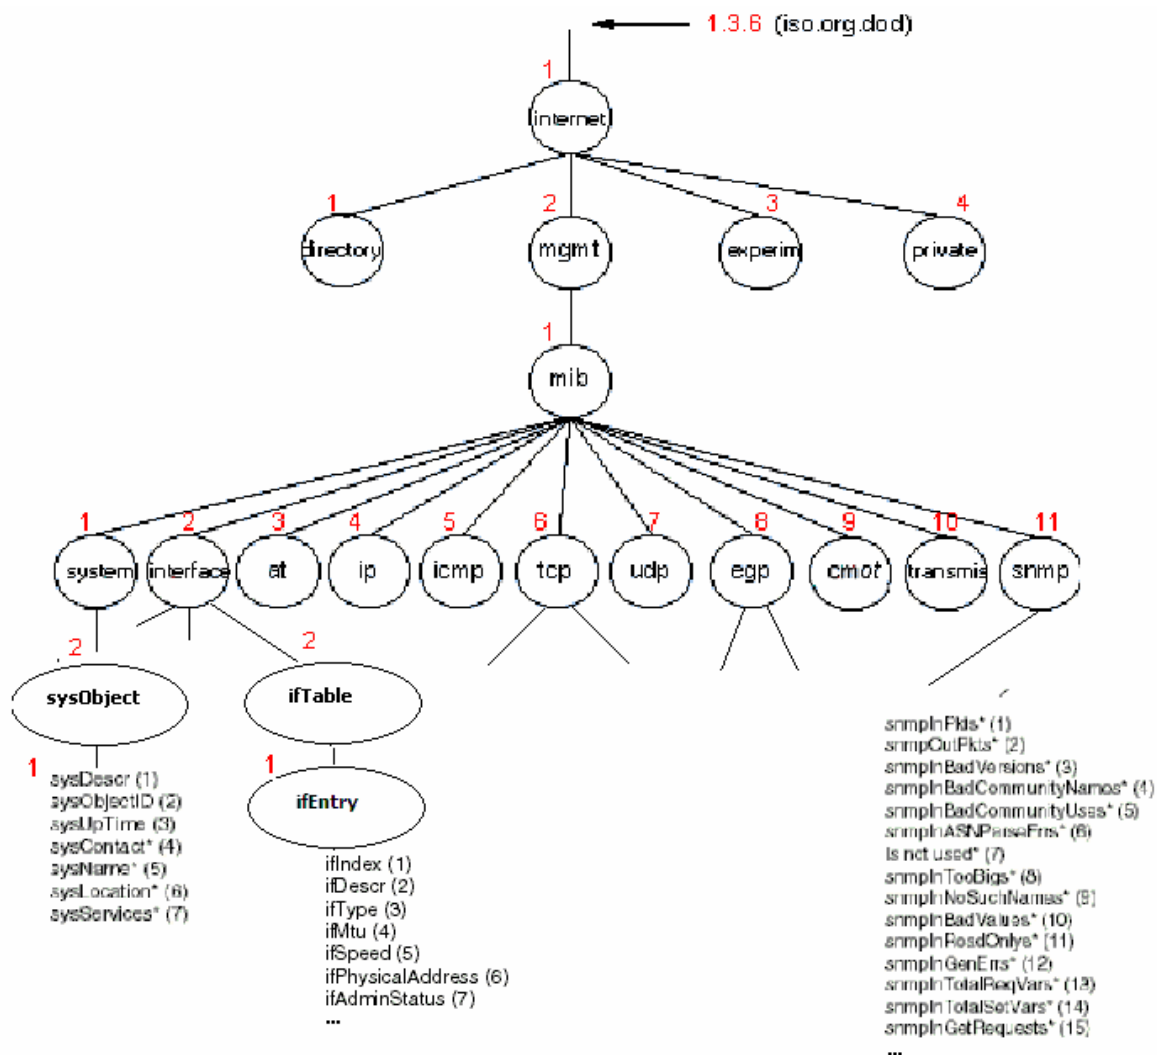 1.3.6 (iso.org.dod)
1
internet
1 2 3 4
directory mgmt experim private
1
mib
1 2 3 4 5 6 7 8 9 10 11
system interface at ip icmp tcp udp egp cmot transmis snmp
2 2
sysObject ifTable
1 1
ifEntry
sysDescr (1)
sysObjectID (2)
sysUpTime (3)
sysContact* (4)
sysName* (5)
sysLocation* (6)
sysServices* (7)
ifIndex (1)
ifDescr (2)
ifType (3)
ifMtu (4)
ifSpeed (5)
ifPhysicalAddress (6)
ifAdminStatus (7)
...
snmpInPkts* (1)
snmpOutPkts* (2)
snmpInBadVersions* (3)
snmpInBadCommunityNames* (4)
snmpInBadCommunityUses* (5)
snmpInASNParseErrs* (6)
is not used* (7)
snmpInTooBigs* (8)
snmpInNoSuchNames* (9)
snmpInBadValues* (10)
snmpInReadOnlys* (11)
snmpInGenErrs* (12)
snmpInTotalReqVars* (13)
snmpInTotalSetVars* (14)
snmpInGetRequests* (15)
...